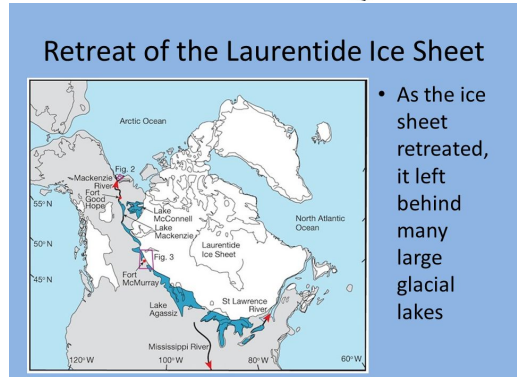 Retreat of the Laurentide Ice Sheet
Arctic Ocean
Fig. 2
Mackenzie
River
Fort
Good
Hope
55° N
Lake
McConnell
Lake
Mackenzie
North Atlantic
Ocean
50° N
Laurentide
Ice Sheet
Fig. 3
45° N
Fort
McMurray
Lake
Agassiz
St Lawrence
River
Mississippi River
120° W
100° W
80° W
60° W
• As the ice
sheet
retreated,
it left
behind
many
large
glacial
lakes